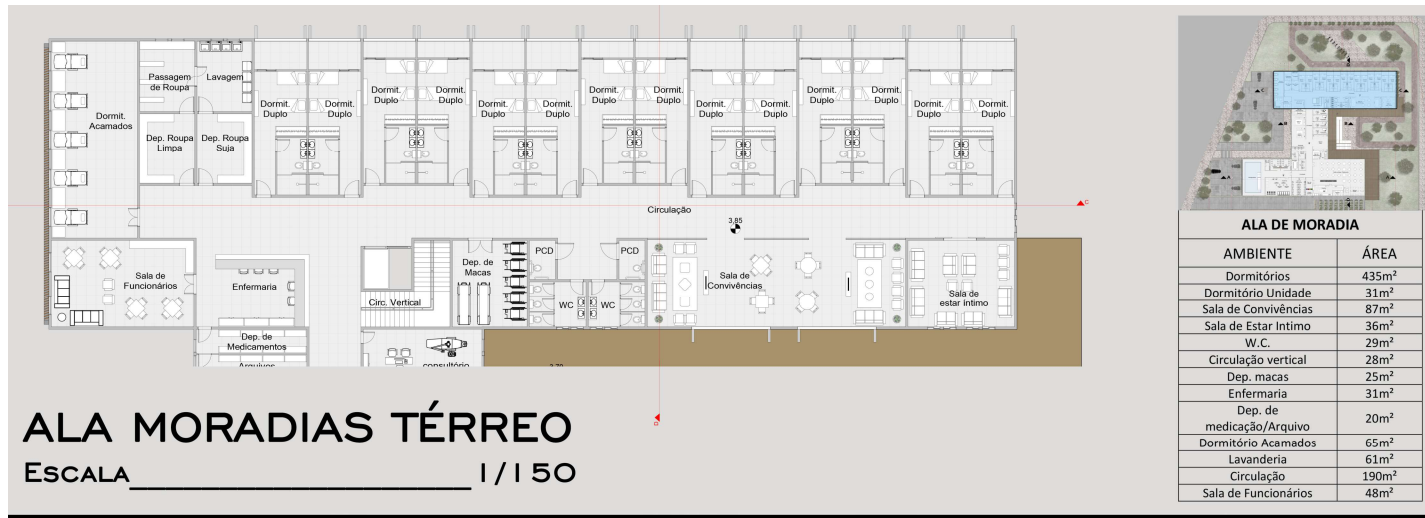 Passagem
de Roupa
Lavagem
Dormit.
Acamados
Dep. Roupa
Limpa
Dep. Roupa
Suja
Dormit.
Duplo
Dormit.
Duplo
Dormit.
Duplo
Dormit.
Duplo
Dormit.
Duplo
Dormit.
Duplo
Dormit.
Duplo
Dormit.
Duplo
Dormit.
Duplo
Dormit.
Duplo
Dormit.
Duplo
Dormit.
Duplo
Dormit.
Duplo
Dormit.
Duplo
Circulação
3,85
C
Sala de
Funcionários
Enfermaria
Circ. Vertical
Dep. de
Macas
PCD
PCD
WC
WC
Sala de
Convivências
Sala de
estar íntimo
Dep. de
Medicamentos
Arquivos
consultório
3,70
D
ALA MORADIAS TÉRREO
ESCALA____________________1/150
ALA DE MORADIA
AMBIENTE ÁREA
Dormitórios 435m²
Dormitório Unidade 31m²
Sala de Convivências 87m²
Sala de Estar Intimo 36m²
W.C. 29m²
Circulação vertical 28m²
Dep. macas 25m²
Enfermaria 31m²
Dep. de
medicação/Arquivo 20m²
Dormitório Acamados 65m²
Lavanderia 61m²
Circulação 190m²
Sala de Funcionários 48m²